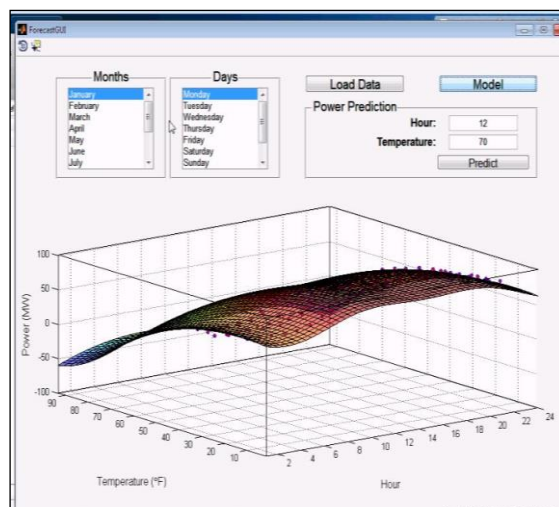 ForecastGUI
Months
January
February
March
April
May
June
July
Days
Monday
Tuesday
Wednesday
Thursday
Friday
Saturday
Sunday
Load Data
Model
Power Prediction
Hour:
12
Temperature:
70
Predict
100
50
0
-50
-100
Power (MW)
90
80
70
60
50
40
30
20
10
Temperature (ºF)
2
4
6
8
10
12
14
16
18
20
22
24
Hour